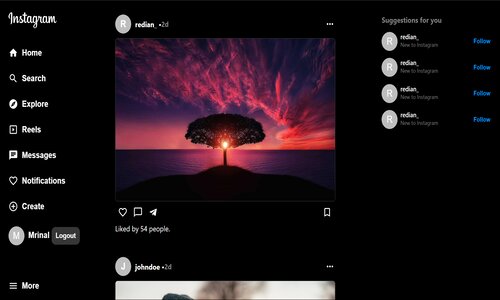 Instagram
Home
Search
Explore
Reels
Messages
Notifications
Create
M Mrinal Logout
More
R redian_ •2d
Liked by 54 people.
J johndoe •2d
Suggestions for you
R redian_ Follow
New to Instagram
R redian_ Follow
New to Instagram
R redian_ Follow
New to Instagram
R redian_ Follow
New to Instagram